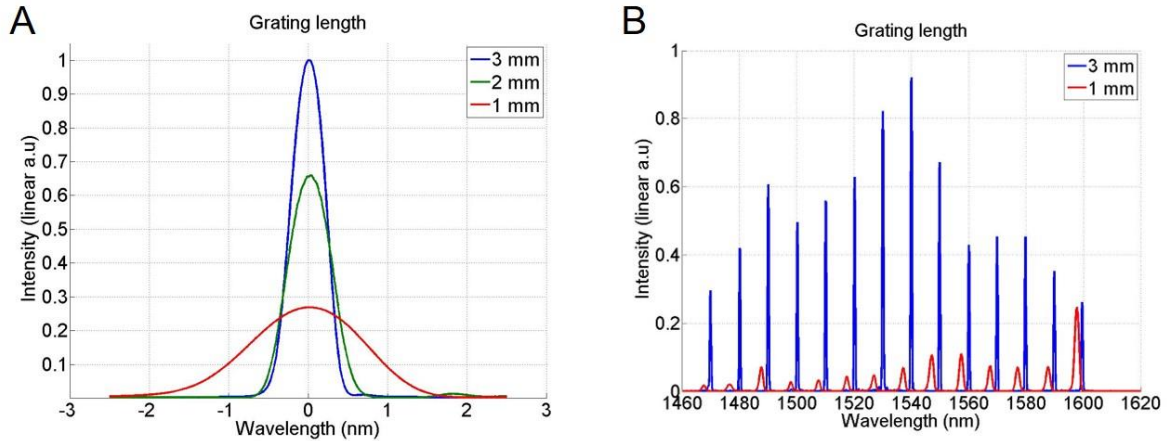 A
Grating length
Intensity (linear a.u)
1
0.9
0.8
0.7
0.6
0.5
0.4
0.3
0.2
0.1
3 mm
2 mm
1 mm
-3 -2 -1 0 1 2 3
Wavelength (nm)
B
Grating length
Intensity (linear a.u)
1
0.8
0.6
0.4
0.2
0
3 mm
1 mm
1460 1480 1500 1520 1540 1560 1580 1600 1620
Wavelength (nm)